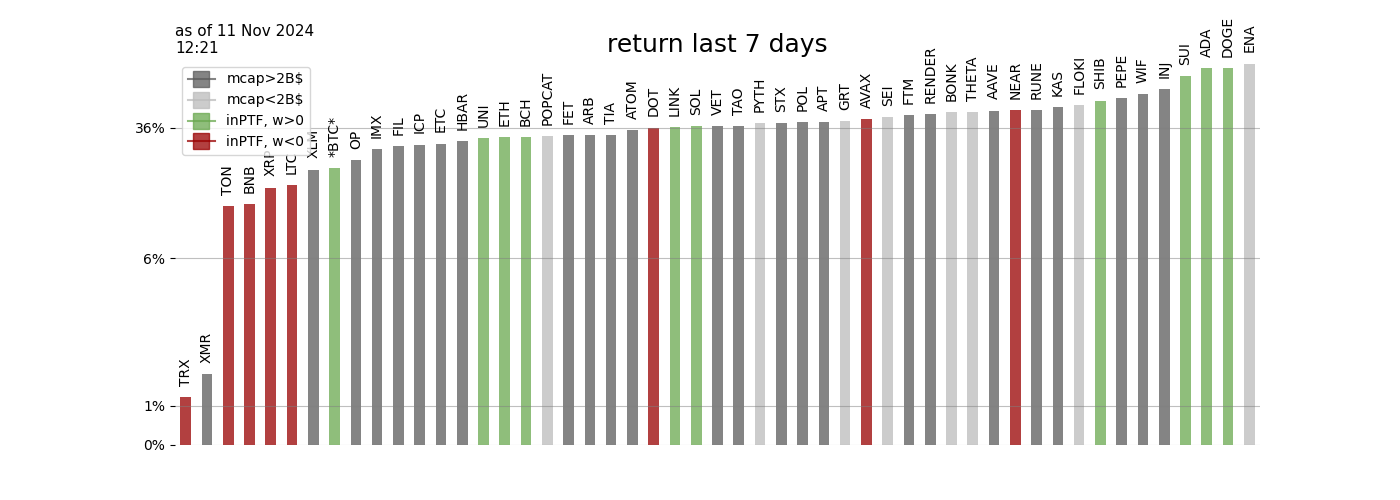 as of 11 Nov 2024
12:21
return last 7 days
mcap>2B$
mcap<2B$
inPTF, w>0
inPTF, w<0
36%
6%
1%
0%
TRX
XMR
TON
BNB
XRP
LTC
XLM
*BTC*
OP
IMX
FIL
ICP
ETC
HBAR
UNI
ETH
BCH
POPCAT
FET
ARB
TIA
ATOM
DOT
LINK
SOL
VET
TAO
PYTH
STX
POL
APT
GRT
AVAX
SEI
FTM
RENDER
BONK
THETA
AAVE
NEAR
RUNE
KAS
FLOKI
SHIB
PEPE
WIF
INJ
SUI
ADA
DOGE
ENA